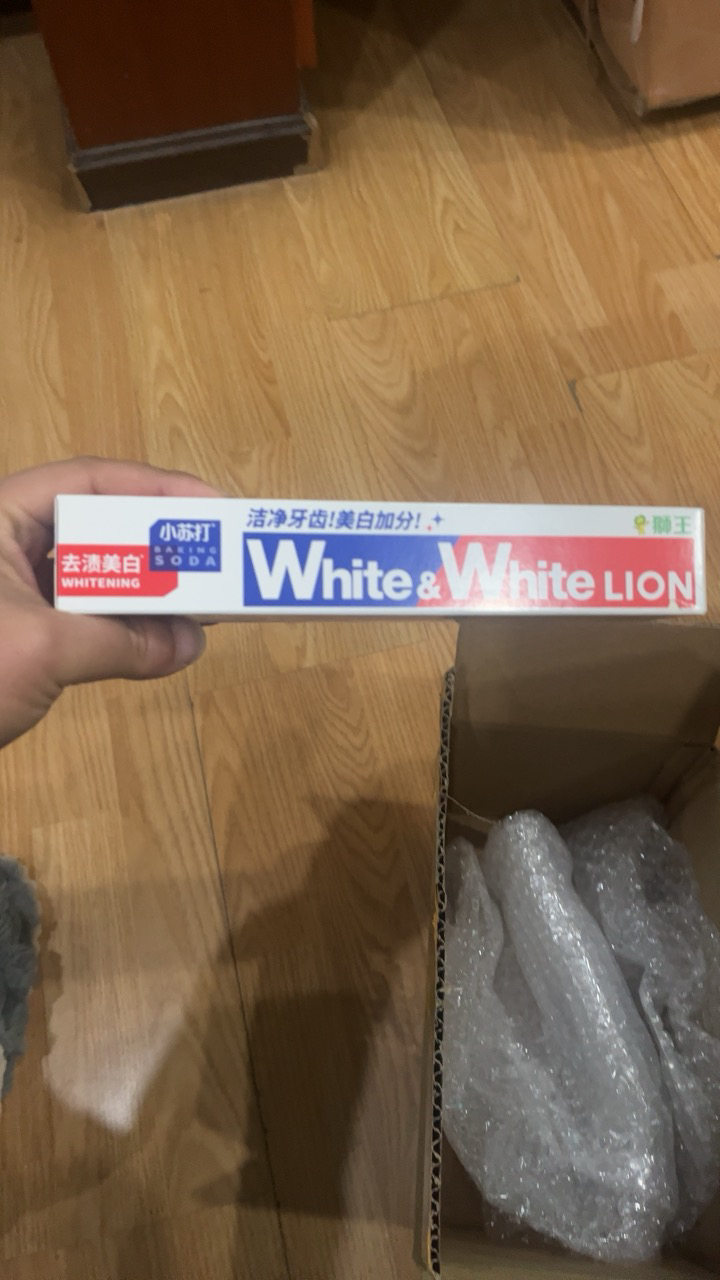 洁净牙齿!美白加分!
獅王
小苏打*
BAKING
SODA
去渍美白*
WHITENING
White & White LION